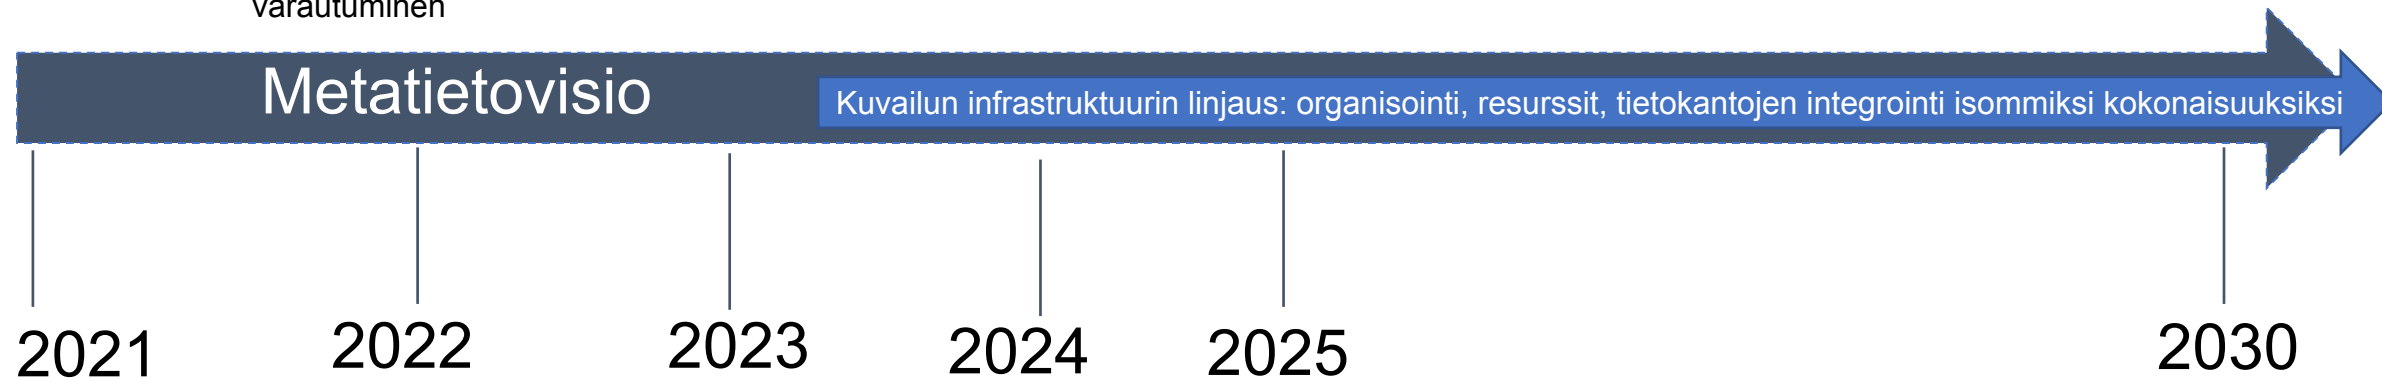 varautuminen
Metatietovisio
Kuvailun infrastruktuurin linjaus: organisointi, resurssit, tietokantojen integrointi isommiksi kokonaisuuksiksi
2021
2022
2023
2024
2025
2030